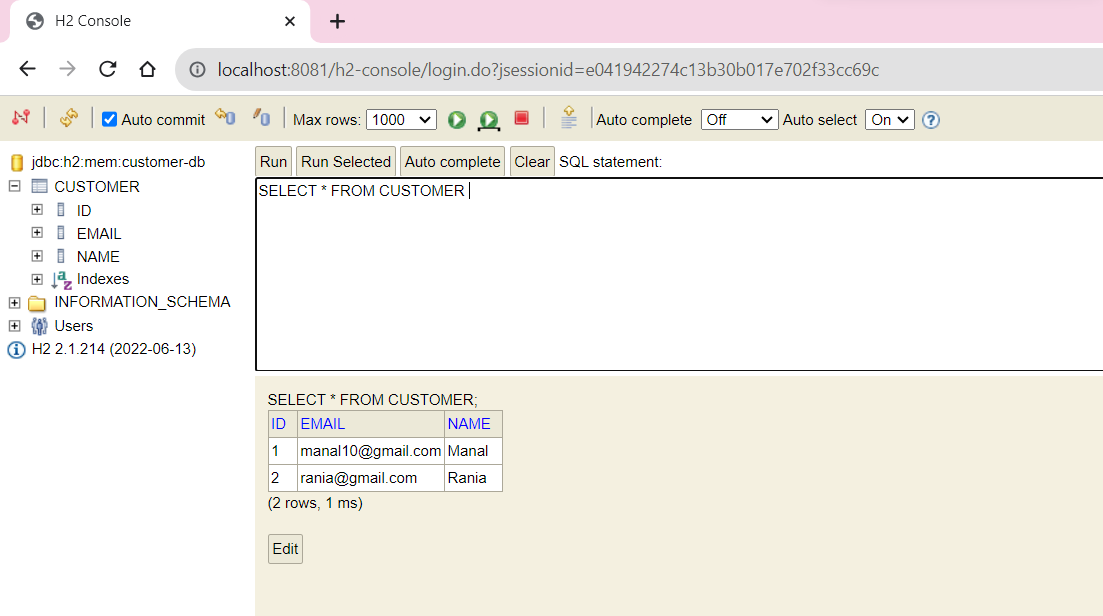 H2 Console
localhost:8081/h2-console/login.do?jsessionid=e041942274c13b30b017e702f33cc69c
Auto commit Max rows: 1000 Auto complete Off Auto select On ?
jdbc:h2:mem:customer-db
CUSTOMER
ID
EMAIL
NAME
Indexes
INFORMATION_SCHEMA
Users
H2 2.1.214 (2022-06-13)
Run Run Selected Auto complete Clear SQL statement:
SELECT * FROM CUSTOMER
SELECT * FROM CUSTOMER;
ID EMAIL NAME
1 manal10@gmail.com Manal
2 rania@gmail.com Rania
(2 rows, 1 ms)
Edit